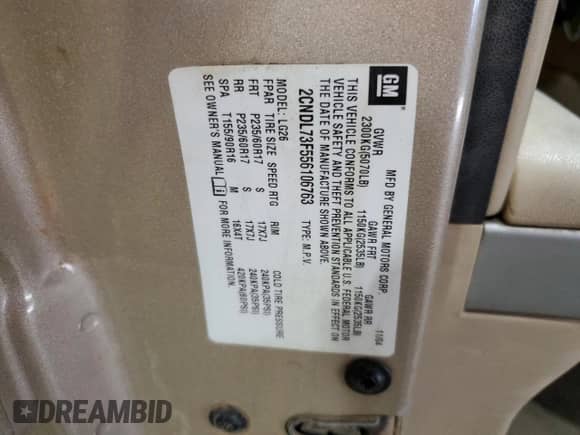 GM
MFD BY GENERAL MOTORS CORP 11/04
GVWR GAWR FRT GAWR RR
2300KG(5070LB) 1150KG(2535LB) 1150KG(2535LB)
THIS VEHICLE CONFORMS TO ALL APPLICABLE U.S. FEDERAL MOTOR
VEHICLE SAFETY AND THEFT PREVENTION STANDARDS IN EFFECT ON
THE DATE OF MANUFACTURE SHOWN ABOVE.
2CNDL73F556106763 TYPE: M.P.V.
MODEL: LG26
FPAR TIRE SIZE SPEED RTG RIM COLD TIRE PRESSURE
FRT P235/60R17 S 17X7J 240KPA(35PSI)
RR P235/60R17 S 17X7J 240KPA(35PSI)
SPA T155/90R16 M 16X4T 420KPA(60PSI)
SEE OWNER'S MANUAL FOR MORE INFORMATION.
DREAMBID